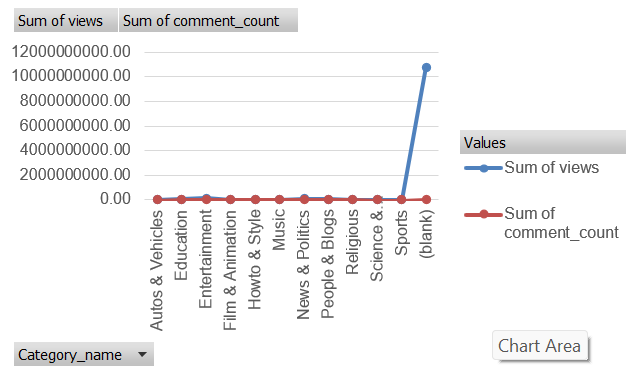 Sum of views
Sum of comment_count
12000000000.00
10000000000.00
8000000000.00
6000000000.00
4000000000.00
2000000000.00
0.00
Autos & Vehicles
Education
Entertainment
Film & Animation
Howto & Style
Music
News & Politics
People & Blogs
Religious
Science &.
Sports
(blank)
Values
Sum of views
Sum of
comment_count
Category_name
Chart Area